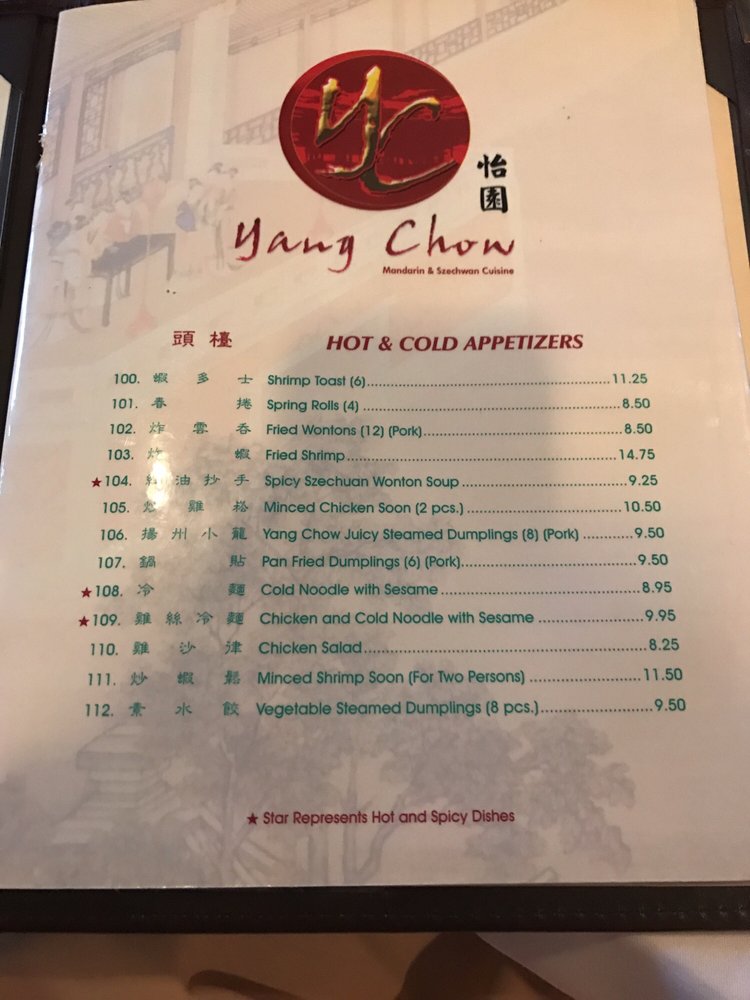 YC
怡園
Yang Chow
Mandarin & Szechwan Cuisine
頭檯 HOT & COLD APPETIZERS
100. 蝦多士 Shrimp Toast (6)....................11.25
101. 春捲 Spring Rolls (4)....................8.50
102. 炸雲吞 Fried Wontons (12) (Pork)....................8.50
103. 炸蝦 Fried Shrimp....................14.75
★104. 油抄手 Spicy Szechuan Wonton Soup....................9.25
105. 雞崧 Minced Chicken Soon (2 pcs.)....................10.50
106. 揚州小龍 Yang Chow Juicy Steamed Dumplings (8) (Pork)............9.50
107. 鍋貼 Pan Fried Dumplings (6) (Pork)....................9.50
★108. 冷麵 Cold Noodle with Sesame....................8.95
★109. 雞絲冷麵 Chicken and Cold Noodle with Sesame....................9.95
110. 雞沙律 Chicken Salad....................8.25
111. 炒蝦鬆 Minced Shrimp Soon (For Two Persons)....................11.50
112. 素水餃 Vegetable Steamed Dumplings (8 pcs.)....................9.50
★ Star Represents Hot and Spicy Dishes